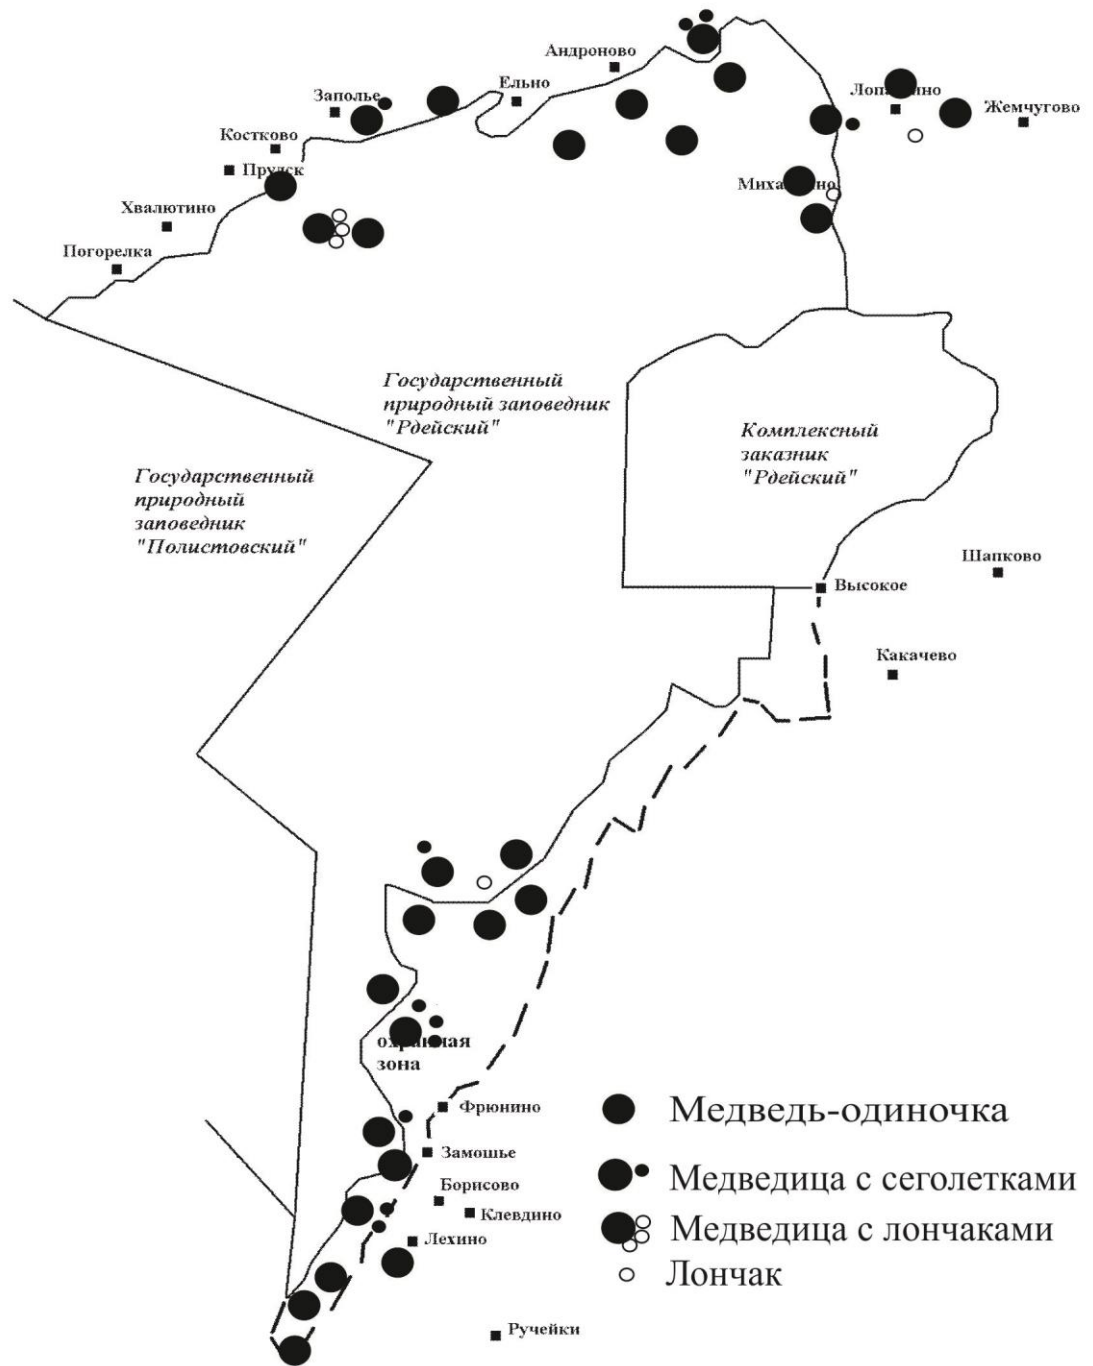 Андроново
Ельно
Заполье
Жемчугово
Костково
Прудск
Хвалютино
Погорелка
Государственный
природный заповедник
"Рдейский"
Комплексный
заказник
"Рдейский"
Государственный
природный
заповедник
"Полистовский"
Шапково
Высокое
Какачево
охранная
зона
Фрюнино
Замошье
Борисово
Клевдино
Лехино
Ручейки
Медведь-одиночка
Медведица с сеголетками
Медведица с лончаками
Лончак